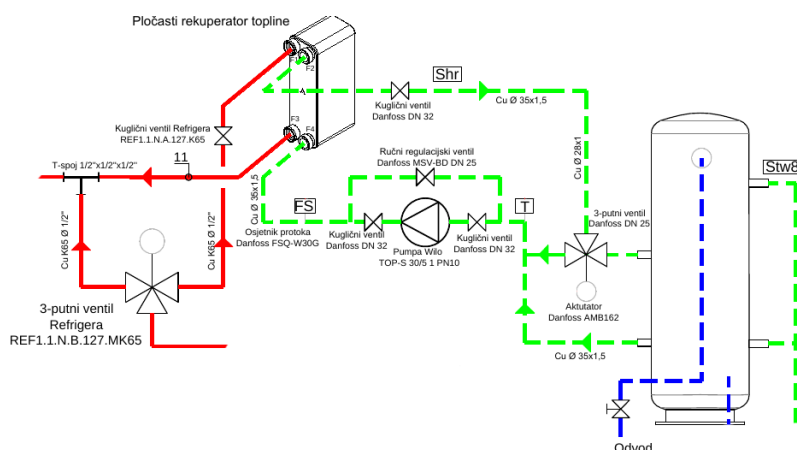 Pločasti rekuperator topline
F1
F2
F3
F4
Shr
Kuglični ventil
Danfoss DN 32
Cu Ø 35x1,5
Kuglični ventil Refrigera
REF1.1.N.A.127.K65
T-spoj 1/2"x1/2"x1/2"
11
Ručni regulacijski ventil
Danfoss MSV-BD DN 25
Cu Ø 28x1
Stw8
Cu Ø 35x1,5
FS
T
3-putni ventil
Danfoss DN 25
Osjetnik protoka
Danfoss FSQ-W30G
Kuglični ventil
Danfoss DN 32
Kuglični ventil
Danfoss DN 32
Pumpa Wilo
TOP-S 30/5 1 PN10
Cu K65 Ø 1/2"
Cu K65 Ø 1/2"
3-putni ventil
Refrigera
REF1.1.N.B.127.MK65
Aktutator
Danfoss AMB162
Cu Ø 35x1,5
Odvod